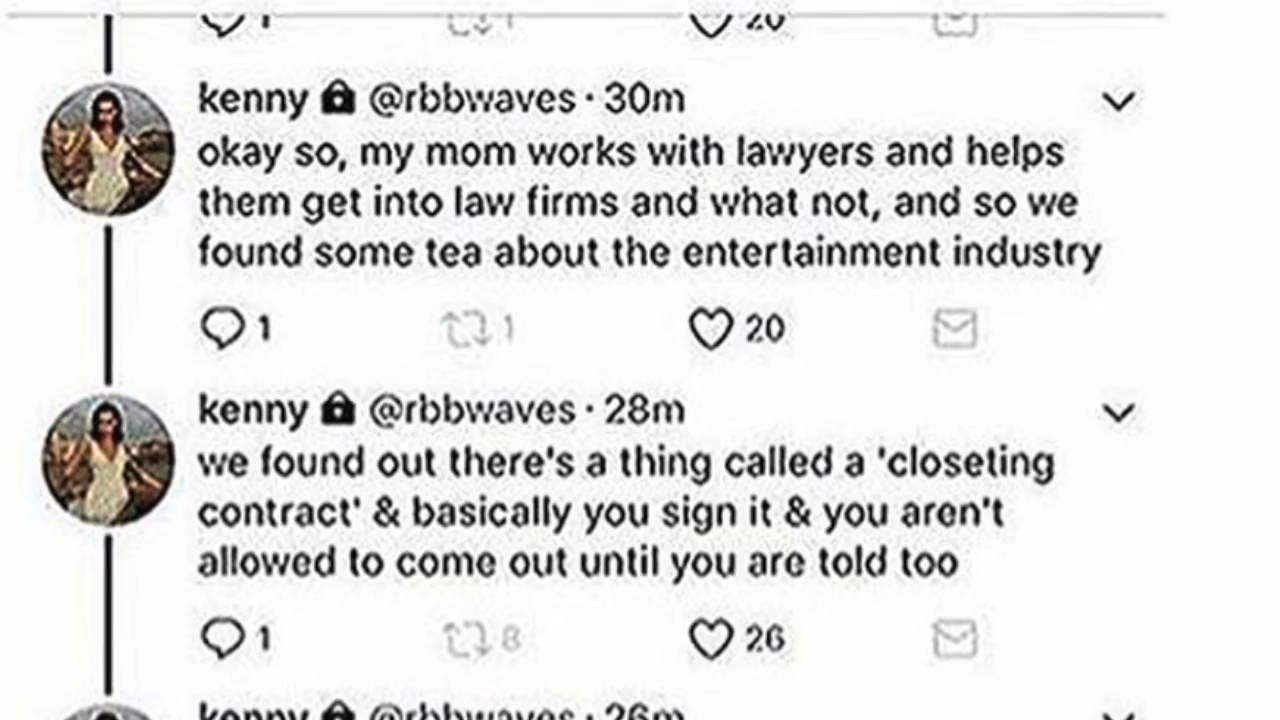 1 1 20
kenny 🔒 @rbbwaves · 30m
okay so, my mom works with lawyers and helps
them get into law firms and what not, and so we
found some tea about the entertainment industry
1 1 20
kenny 🔒 @rbbwaves · 28m
we found out there's a thing called a 'closeting
contract' & basically you sign it & you aren't
allowed to come out until you are told too
1 8 26
kenny 🔒 @rbbwaves · 26m